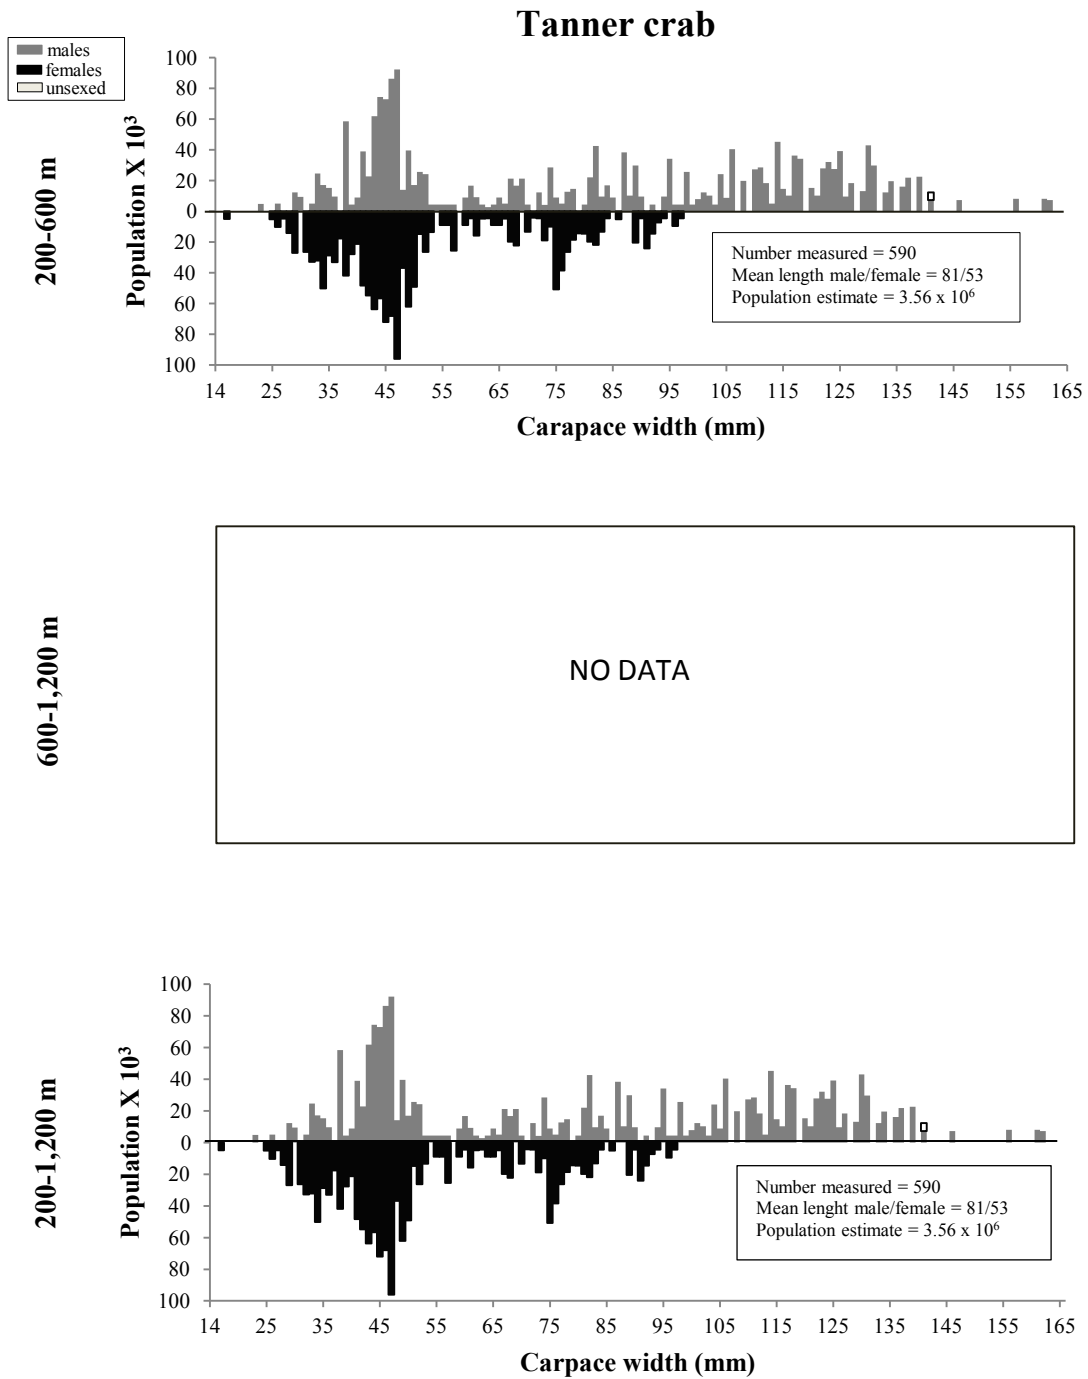 Tanner crab
males
females
unsexed
200-600 m
Population X 10³
100
80
60
40
20
0
20
40
60
80
100
14 25 35 45 55 65 75 85 95 105 115 125 135 145 155 165
Carapace width (mm)
Number measured = 590
Mean length male/female = 81/53
Population estimate = 3.56 x 10⁶
600-1,200 m
NO DATA
200-1,200 m
Population X 10³
100
80
60
40
20
0
20
40
60
80
100
14 25 35 45 55 65 75 85 95 105 115 125 135 145 155 165
Carpace width (mm)
Number measured = 590
Mean lenght male/female = 81/53
Population estimate = 3.56 x 10⁶